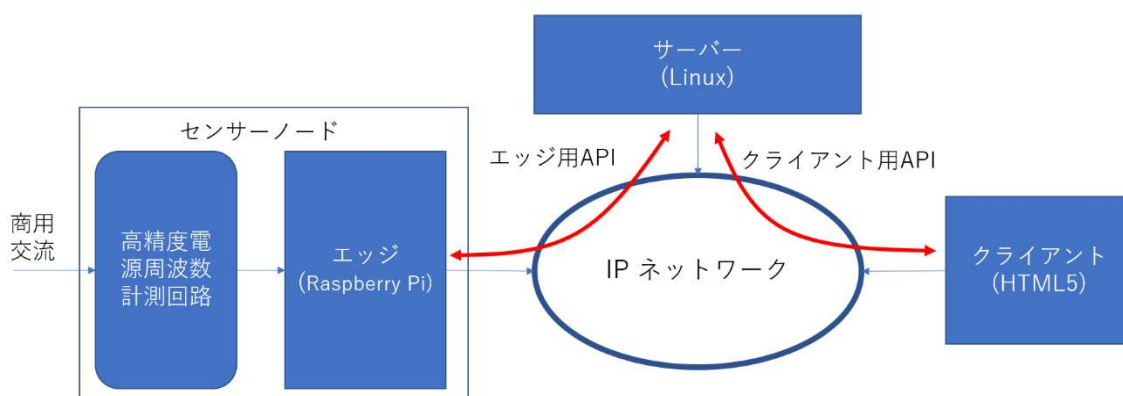 サーバー
(Linux)
センサーノード
エッジ用API
クライアント用API
商用
交流
高精度電
源周波数
計測回路
エッジ
(Raspberry Pi)
IP ネットワーク
クライアント
(HTML5)